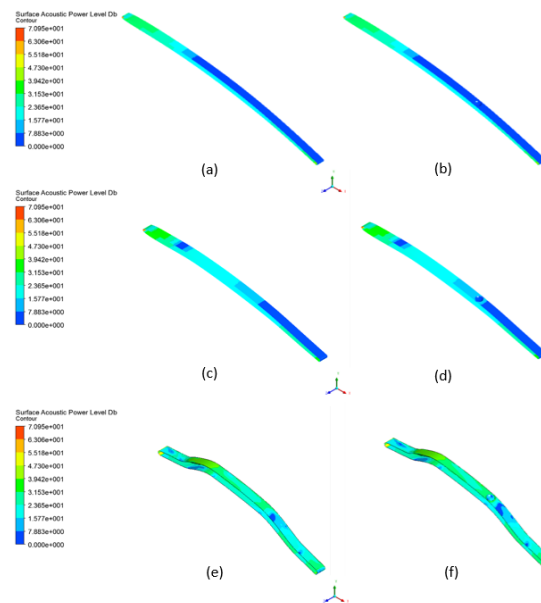 Surface Acoustic Power Level Db
Contour
7.095e+001
6.306e+001
5.518e+001
4.730e+001
3.942e+001
3.153e+001
2.365e+001
1.577e+001
7.883e+000
0.000e+000
(a)
(b)
Surface Acoustic Power Level Db
Contour
7.095e+001
6.306e+001
5.518e+001
4.730e+001
3.942e+001
3.153e+001
2.365e+001
1.577e+001
7.883e+000
0.000e+000
(c)
(d)
Surface Acoustic Power Level Db
Contour
7.095e+001
6.306e+001
5.518e+001
4.730e+001
3.942e+001
3.153e+001
2.365e+001
1.577e+001
7.883e+000
0.000e+000
(e)
(f)